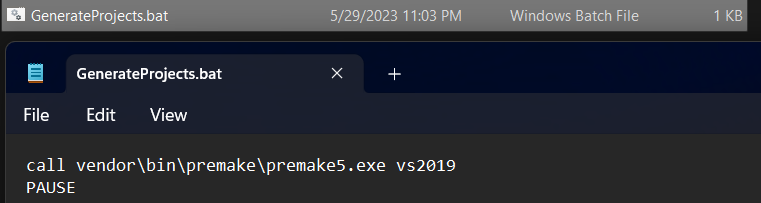 GenerateProjects.bat 5/29/2023 11:03 PM Windows Batch File 1 KB
GenerateProjects.bat
File Edit View
call vendor\bin\premake\premake5.exe vs2019
PAUSE